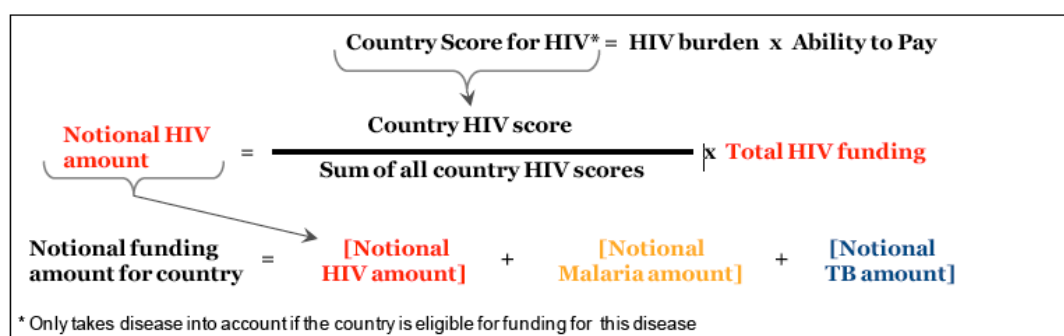 Country Score for HIV* = HIV burden x Ability to Pay
Country HIV score
Notional HIV amount = x Total HIV funding
Sum of all country HIV scores
Notional funding amount for country = [Notional HIV amount] + [Notional Malaria amount] + [Notional TB amount]
* Only takes disease into account if the country is eligible for funding for this disease